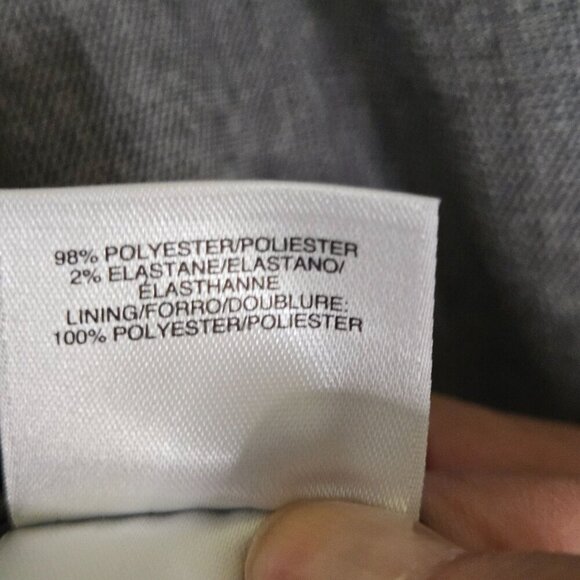 98% POLYESTER/POLIESTER
2% ELASTANE/ELASTANO/
ÉLASTHANNE
LINING/FORRO/DOUBLURE:
100% POLYESTER/POLIESTER